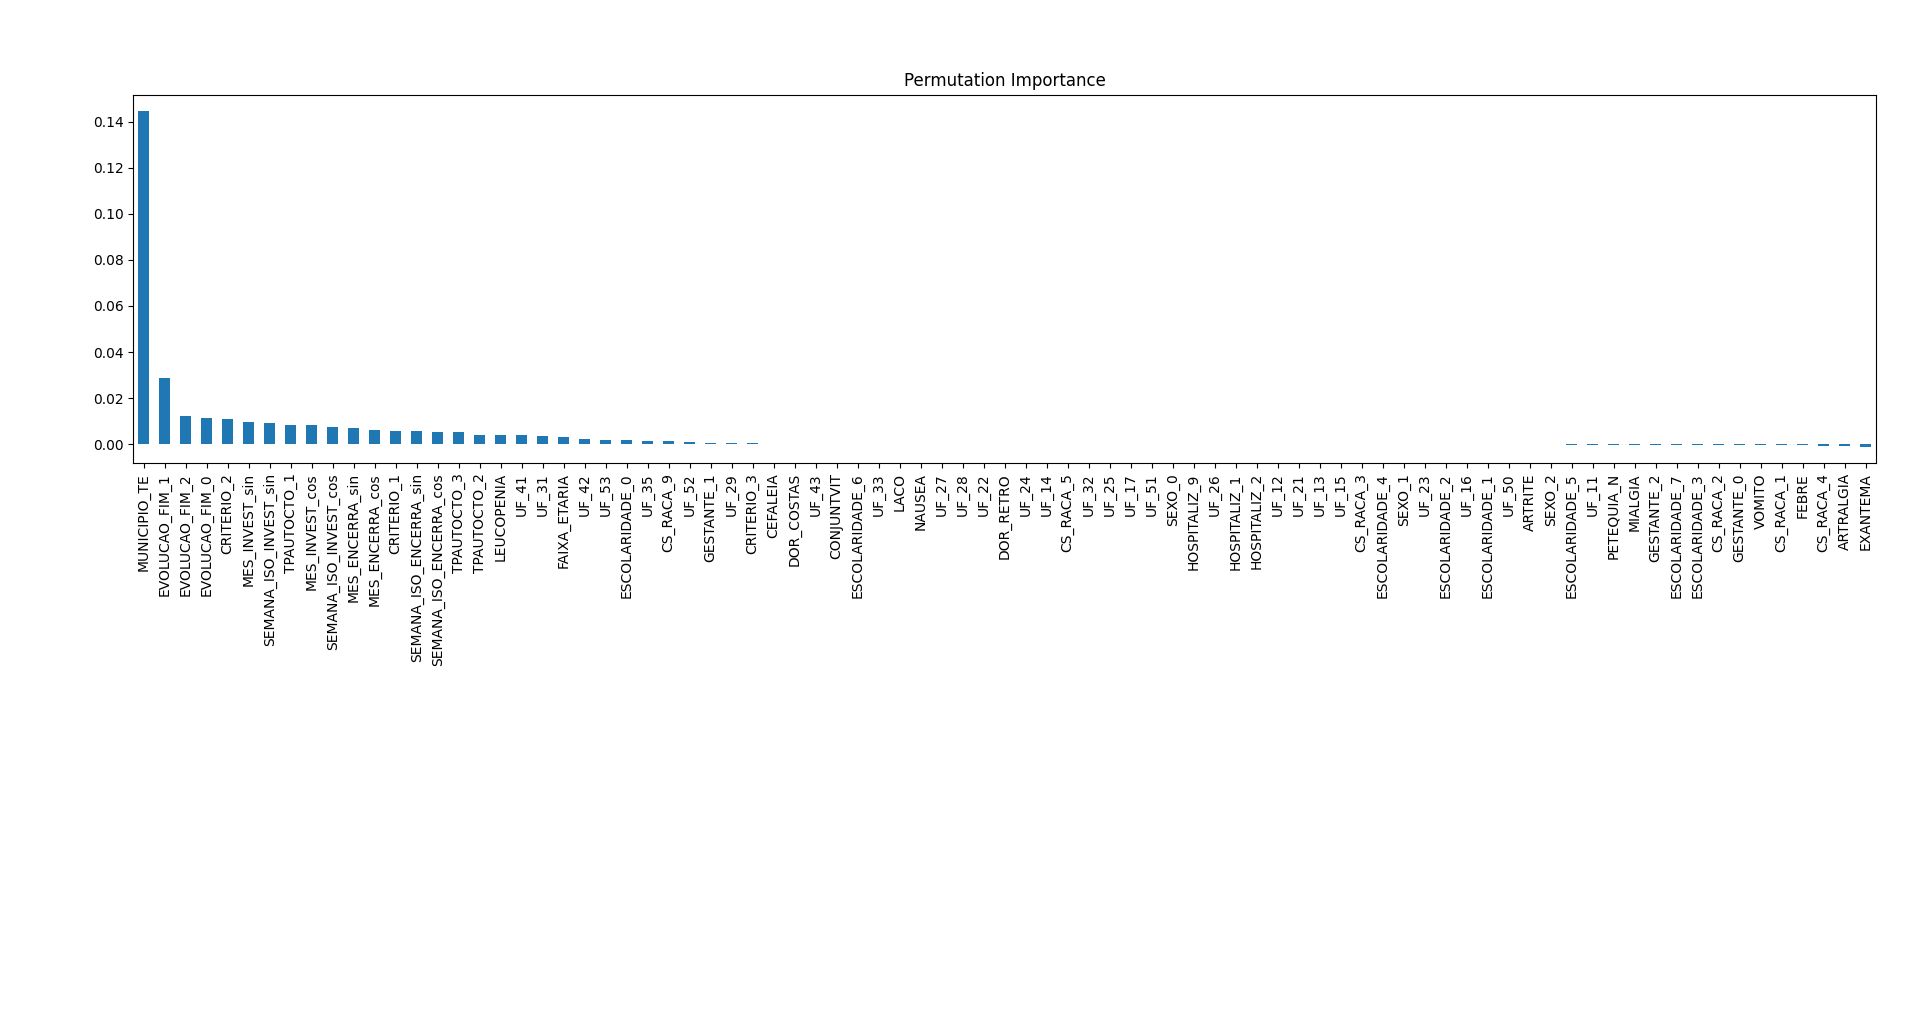 Permutation Importance
0.14
0.12
0.10
0.08
0.06
0.04
0.02
0.00
MUNICIPIO_TE
EVOLUCAO_FIM_1
EVOLUCAO_FIM_2
EVOLUCAO_FIM_0
CRITERIO_2
MES_INVEST_sin
SEMANA_ISO_INVEST_sin
TPAUTOCTO_1
MES_INVEST_cos
SEMANA_ISO_INVEST_cos
MES_ENCERRA_sin
MES_ENCERRA_cos
CRITERIO_1
SEMANA_ISO_ENCERRA_sin
SEMANA_ISO_ENCERRA_cos
TPAUTOCTO_3
TPAUTOCTO_2
LEUCOPENIA
UF_41
UF_31
FAIXA_ETARIA
UF_42
UF_53
ESCOLARIDADE_0
UF_35
CS_RACA_9
UF_52
GESTANTE_1
UF_29
CRITERIO_3
CEFALEIA
DOR_COSTAS
UF_43
CONJUNTVIT
ESCOLARIDADE_6
UF_33
LACO
NAUSEA
UF_27
UF_28
UF_22
DOR_RETRO
UF_24
UF_14
CS_RACA_5
UF_32
UF_25
UF_17
UF_51
SEXO_0
HOSPITALIZ_9
UF_26
HOSPITALIZ_1
HOSPITALIZ_2
UF_12
UF_21
UF_13
UF_15
CS_RACA_3
ESCOLARIDADE_4
SEXO_1
UF_23
ESCOLARIDADE_2
UF_16
ESCOLARIDADE_1
UF_50
ARTRITE
SEXO_2
ESCOLARIDADE_5
UF_11
PETEQUIA_N
MIALGIA
GESTANTE_2
ESCOLARIDADE_7
ESCOLARIDADE_3
CS_RACA_2
GESTANTE_0
VOMITO
CS_RACA_1
FEBRE
CS_RACA_4
ARTRALGIA
EXANTEMA